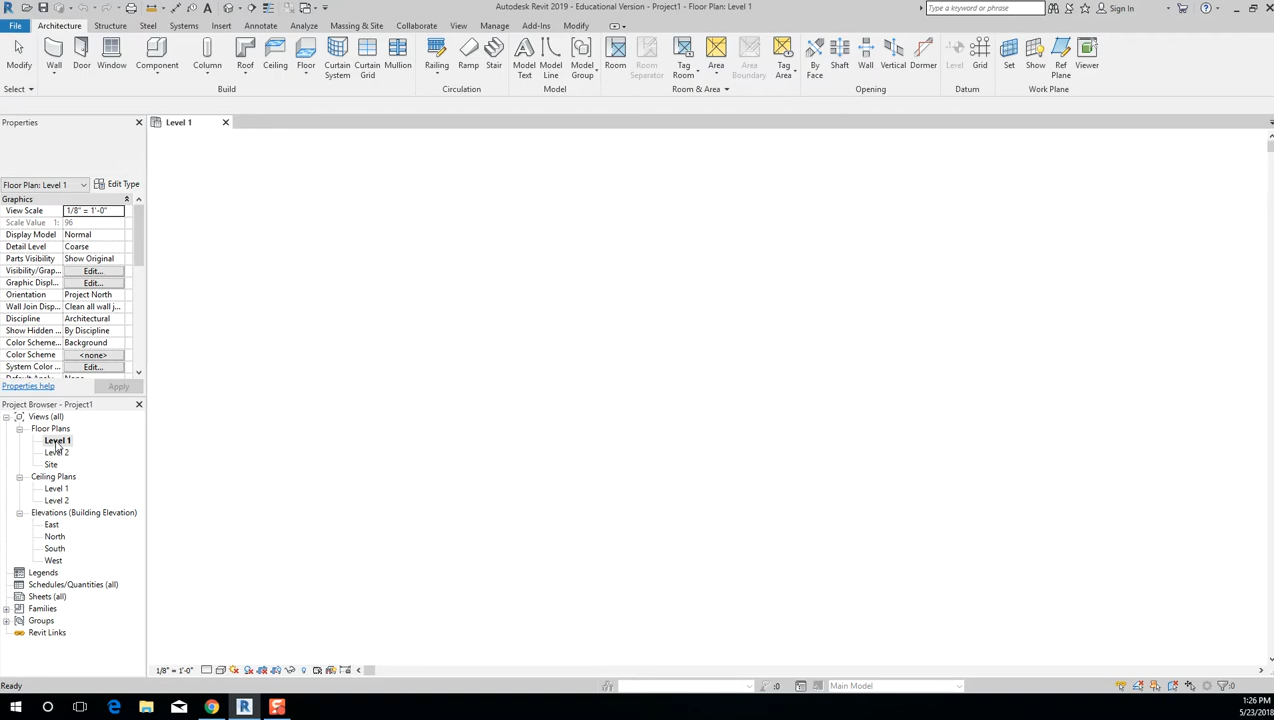 Autodesk Revit 2019 - Educational Version - Project1 - Floor Plan: Level 1
Type a keyword or phrase
Sign In
File Architecture Structure Steel Systems Insert Annotate Analyze Massing & Site Collaborate View Manage Add-Ins Modify
Modify Wall Door Window Component Column Roof Ceiling Floor Curtain System Curtain Grid Mullion Railing Ramp Stair Model Text Model Line Model Group Room Room Separator Tag Room Area Area Boundary Tag Area By Face Shaft Wall Vertical Dormer Level Grid Set Show Ref Plane Viewer
Select Build Circulation Model Room & Area Opening Datum Work Plane
Properties
Level 1
Floor Plan: Level 1 Edit Type
Graphics
View Scale 1/8" = 1'-0"
Scale Value 1: 96
Display Model Normal
Detail Level Coarse
Parts Visibility Show Original
Visibility/Grap... Edit...
Graphic Displ... Edit...
Orientation Project North
Wall Join Disp... Clean all wall j...
Discipline Architectural
Show Hidden ... By Discipline
Color Scheme... Background
Color Scheme <none>
System Color ... Edit...
Properties help Apply
Project Browser - Project1
Views (all)
Floor Plans
Level 1
Level 2
Site
Ceiling Plans
Level 1
Level 2
Elevations (Building Elevation)
East
North
South
West
Legends
Schedules/Quantities (all)
Sheets (all)
Families
Groups
Revit Links
1/8" = 1'-0"
Ready
:0
Main Model
:0
1:26 PM
5/23/2018